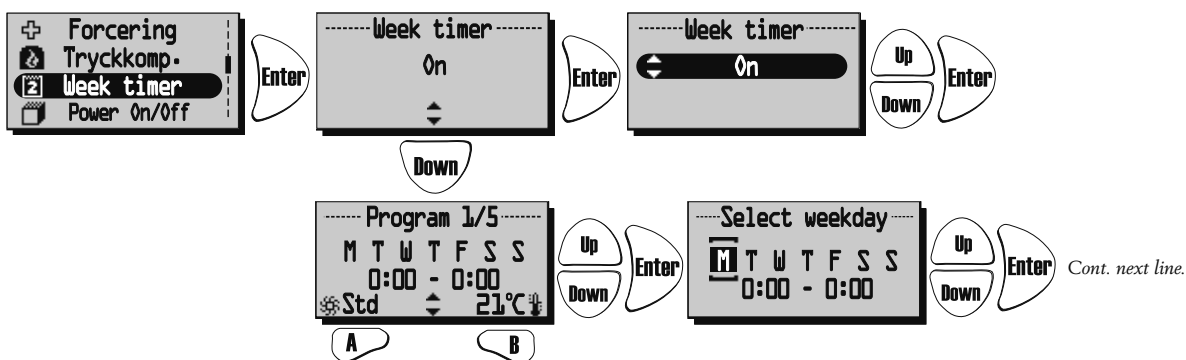 Forcering
Tryckkomp.
Week timer
Power On/Off
Enter
Week timer
On
Enter
Down
Week timer
On
Up
Down
Enter
Program 1/5
M T W T F S S
0:00 - 0:00
Std 21°C
A B
Up
Down
Enter
Select weekday
M T W T F S S
0:00 - 0:00
Up
Down
Enter
Cont. next line.